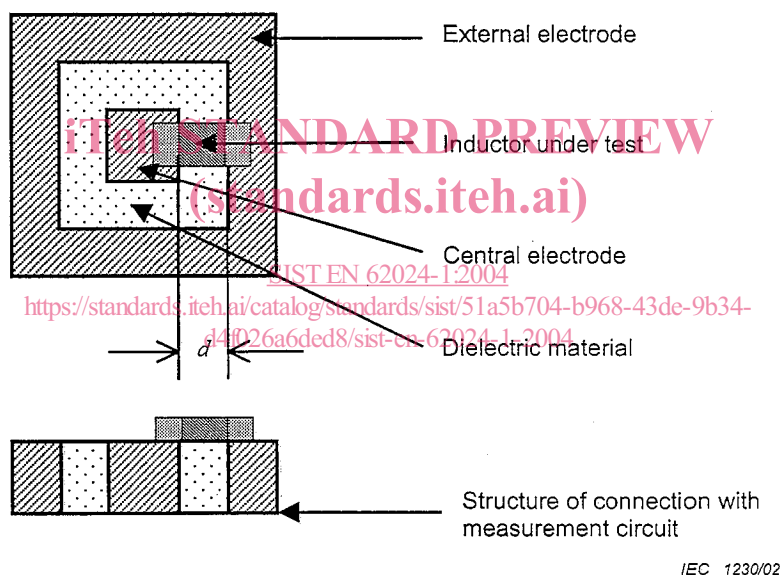 External electrode
iTeh STANDARD PREVIEW
Inductor under test
(standards.iteh.ai)
Central electrode
SIST EN 62024-1:2004
https://standards.iteh.ai/catalog/standards/sist/51a5b704-b968-43de-9b34-
d4f026a6ded8/sist-en-62024-1-2004
d
Dielectric material
Structure of connection with
measurement circuit
IEC 1230/02